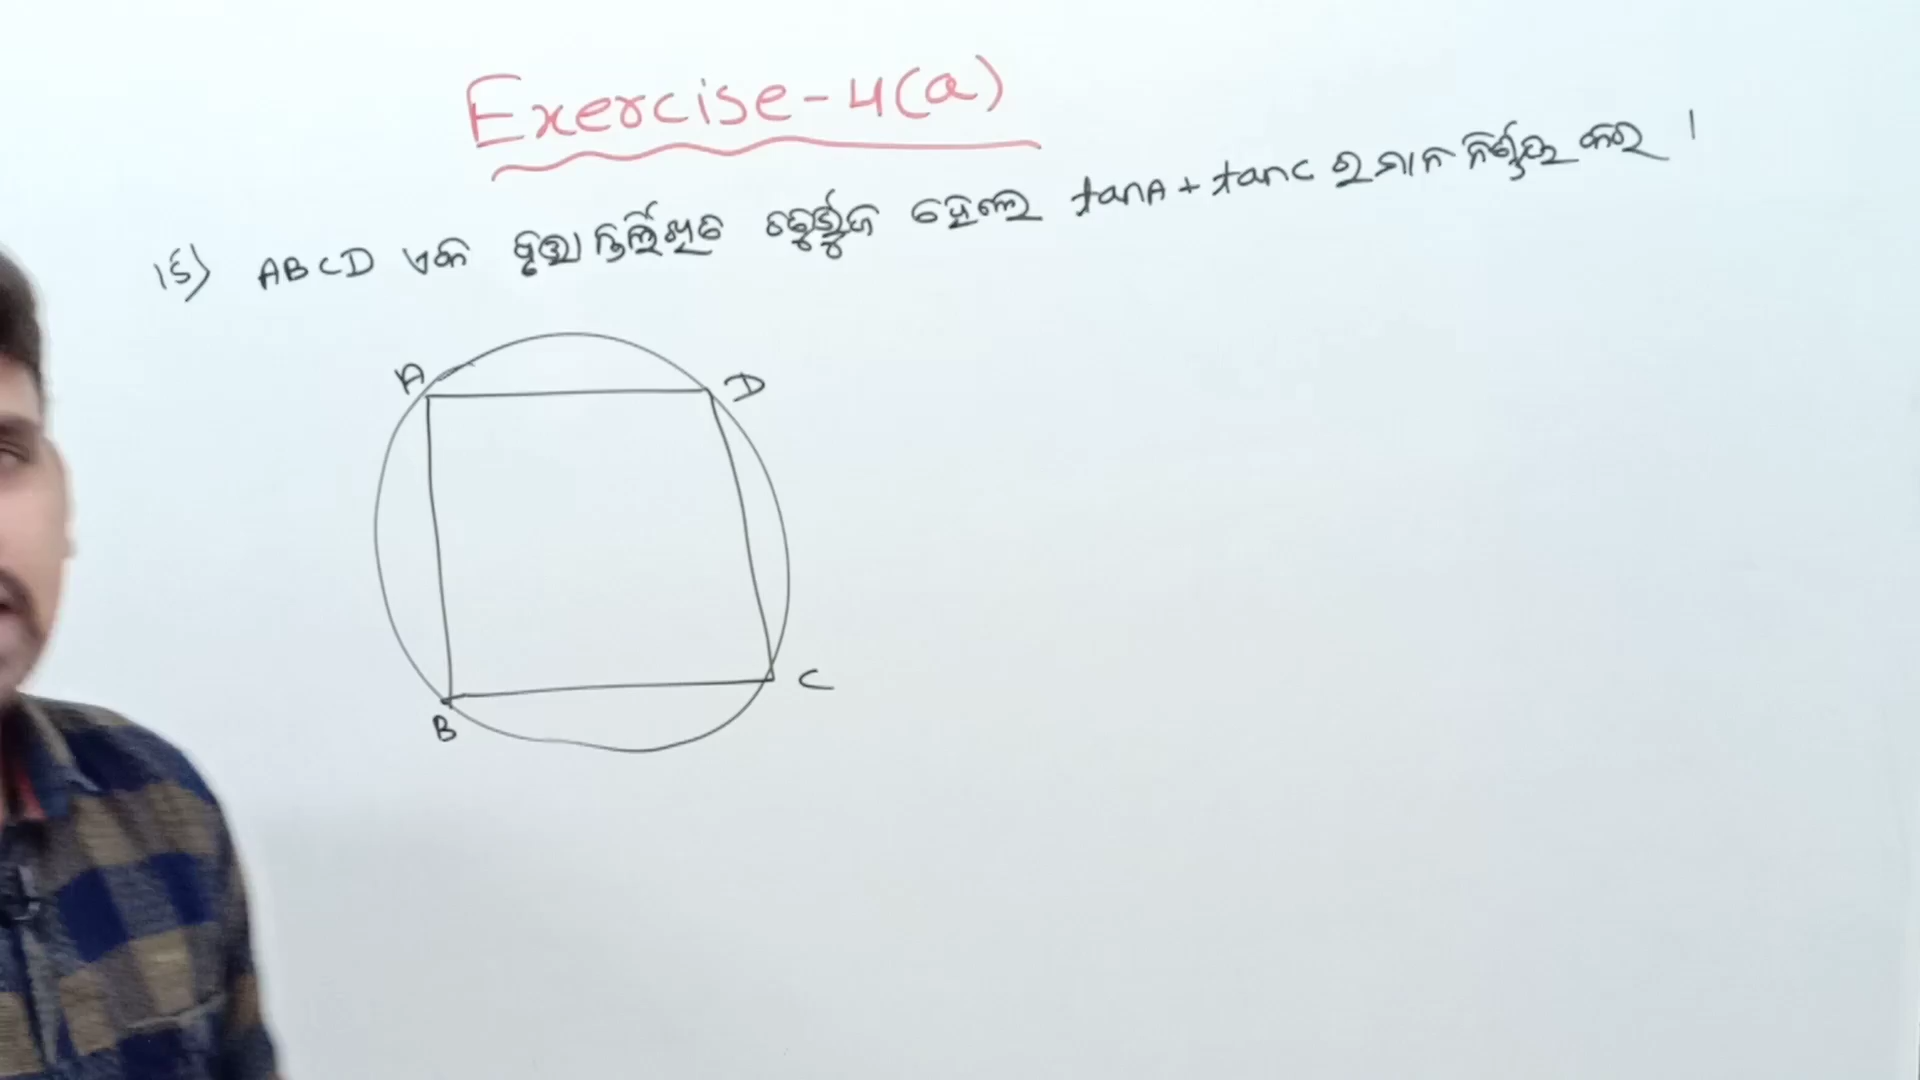 Exercise-4(a)
15) ABCD ଏକ ବୃତ୍ତାନ୍ତର୍ଲିଖିତ ଚତୁର୍ଭୁଜ ହେଲେ tanA + tanC ର ମାନ ନିର୍ଣ୍ଣୟ କର ।
A
D
B
C